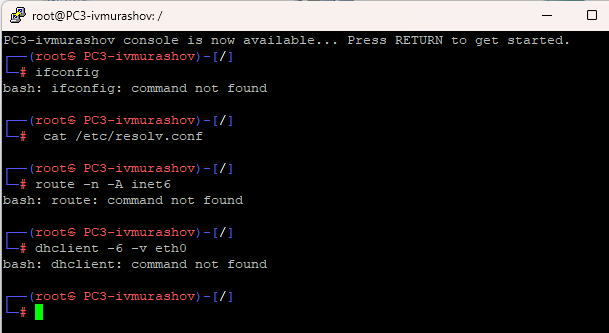 root@PC3-ivmurashov: /
PC3-ivmurashov console is now available... Press RETURN to get started.
┌──(root㉿ PC3-ivmurashov)-[/]
└─# ifconfig
bash: ifconfig: command not found
┌──(root㉿ PC3-ivmurashov)-[/]
└─#  cat /etc/resolv.conf
┌──(root㉿ PC3-ivmurashov)-[/]
└─# route -n -A inet6
bash: route: command not found
┌──(root㉿ PC3-ivmurashov)-[/]
└─# dhclient -6 -v eth0
bash: dhclient: command not found
┌──(root㉿ PC3-ivmurashov)-[/]
└─#